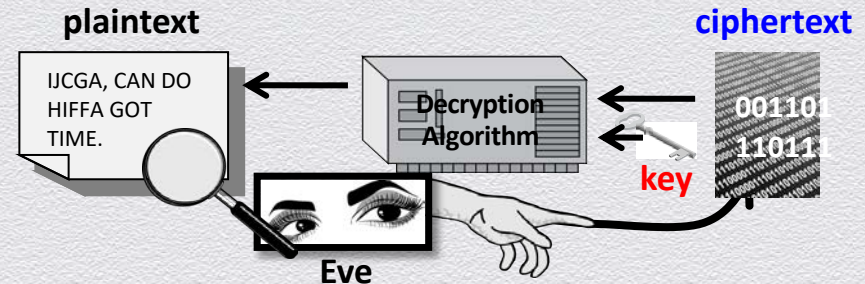 plaintext
ciphertext
IJCGA, CAN DO
HIFFA GOT
TIME.
Decryption
Algorithm
001101
110111
key
Eve